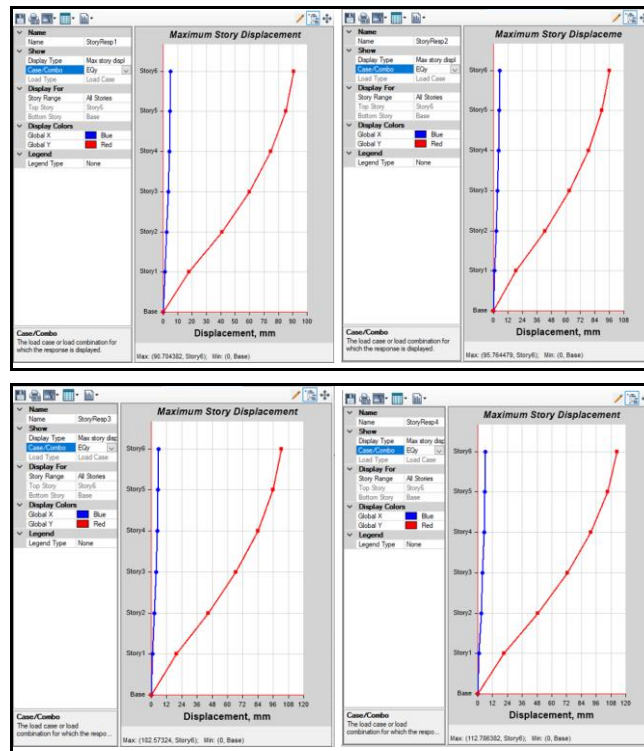 Maximum Story Displacement
Name
Name StoryResp1
Show
Display Type Max story displ
Case/Combo EQy
Load Type Load Case
Display For
Story Range All Stories
Top Story Story6
Bottom Story Base
Display Colors
Global X Blue
Global Y Red
Legend
Legend Type None
Story6
Story5
Story4
Story3
Story2
Story1
Base
0 10 20 30 40 50 60 70 80 90 100
Displacement, mm
Case/Combo
The load case or load combination for
which the response is displayed.
Max: (90.704382, Story6); Min: (0, Base)
Maximum Story Displaceme
Name
Name StoryResp2
Show
Display Type Max story displ
Case/Combo EQy
Load Type Load Case
Display For
Story Range All Stories
Top Story Story6
Bottom Story Base
Display Colors
Global X Blue
Global Y Red
Legend
Legend Type None
Story6
Story5
Story4
Story3
Story2
Story1
Base
0 12 24 36 48 60 72 84 96 108
Displacement, mm
Case/Combo
The load case or load combination for
which the response is displayed.
Max: (95.764479, Story6); Min: (0, Base)
Maximum Story Displacement
Name
Name StoryResp3
Show
Display Type Max story disp
Case/Combo EQy
Load Type Load Case
Display For
Story Range All Stories
Top Story Story6
Bottom Story Base
Display Colors
Global X Blue
Global Y Red
Legend
Legend Type None
Story6
Story5
Story4
Story3
Story2
Story1
Base
0 12 24 36 48 60 72 84 96 108 120
Displacement, mm
Case/Combo
The load case or load
combination for which the respo...
Max: (102.57324, Story6); Min: (0, Base)
Maximum Story Displacement
Name
Name StoryResp4
Show
Display Type Max story disp
Case/Combo EQy
Load Type Load Case
Display For
Story Range All Stories
Top Story Story6
Bottom Story Base
Display Colors
Global X Blue
Global Y Red
Legend
Legend Type None
Story6
Story5
Story4
Story3
Story2
Story1
Base
0 12 24 36 48 60 72 84 96 108 120
Displacement, mm
Case/Combo
The load case or load
combination for which the respo...
Max: (112.786382, Story6); Min: (0, Base)